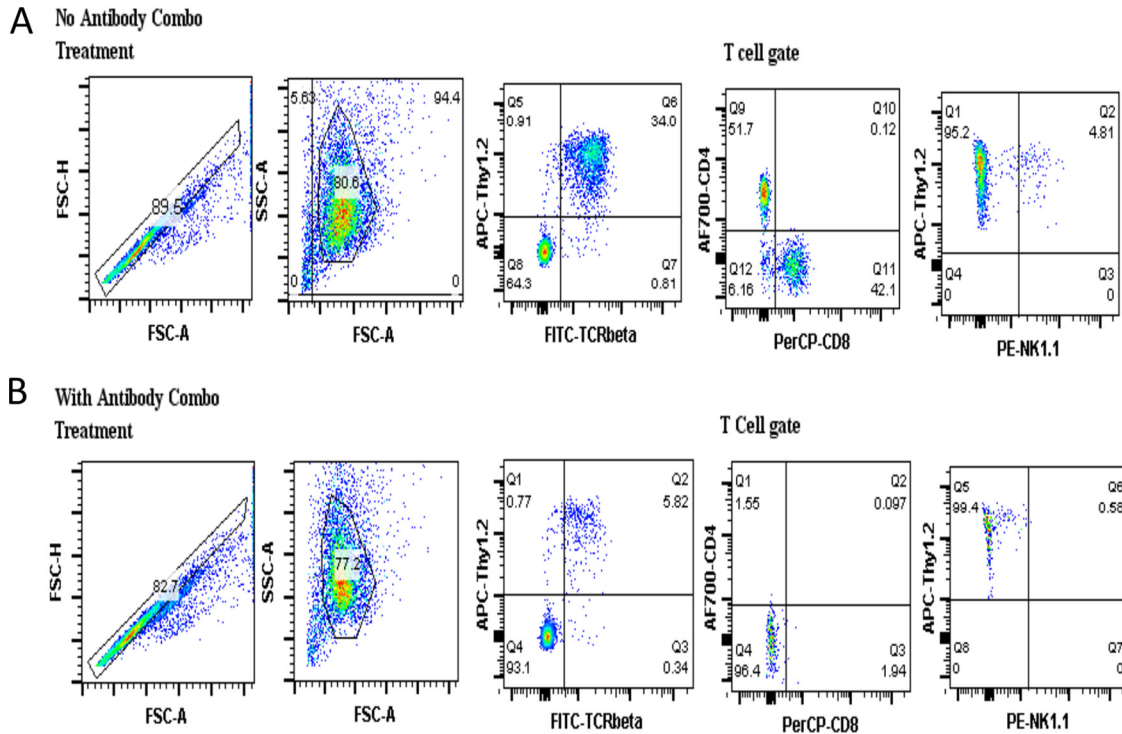 A
No Antibody Combo
Treatment
T cell gate
FSC-H
89.5
FSC-A
SSC-A
5.63
94.4
80.6
0
0
FSC-A
APC-Thy1.2
Q5
0.91
Q6
34.0
Q8
64.3
Q7
0.81
FITC-TCRbeta
AF700-CD4
Q9
51.7
Q10
0.12
Q12
6.16
Q11
42.1
PerCP-CD8
APC-Thy1.2
Q1
95.2
Q2
4.81
Q4
0
Q3
0
PE-NK1.1
B
With Antibody Combo
Treatment
T Cell gate
FSC-H
82.7
FSC-A
SSC-A
77.2
FSC-A
APC-Thy1.2
Q1
0.77
Q2
5.82
Q4
93.1
Q3
0.34
FITC-TCRbeta
AF700-CD4
Q1
1.55
Q2
0.097
Q4
96.4
Q3
1.94
PerCP-CD8
APC-Thy1.2
Q5
99.4
Q6
0.58
Q8
0
Q7
0
PE-NK1.1